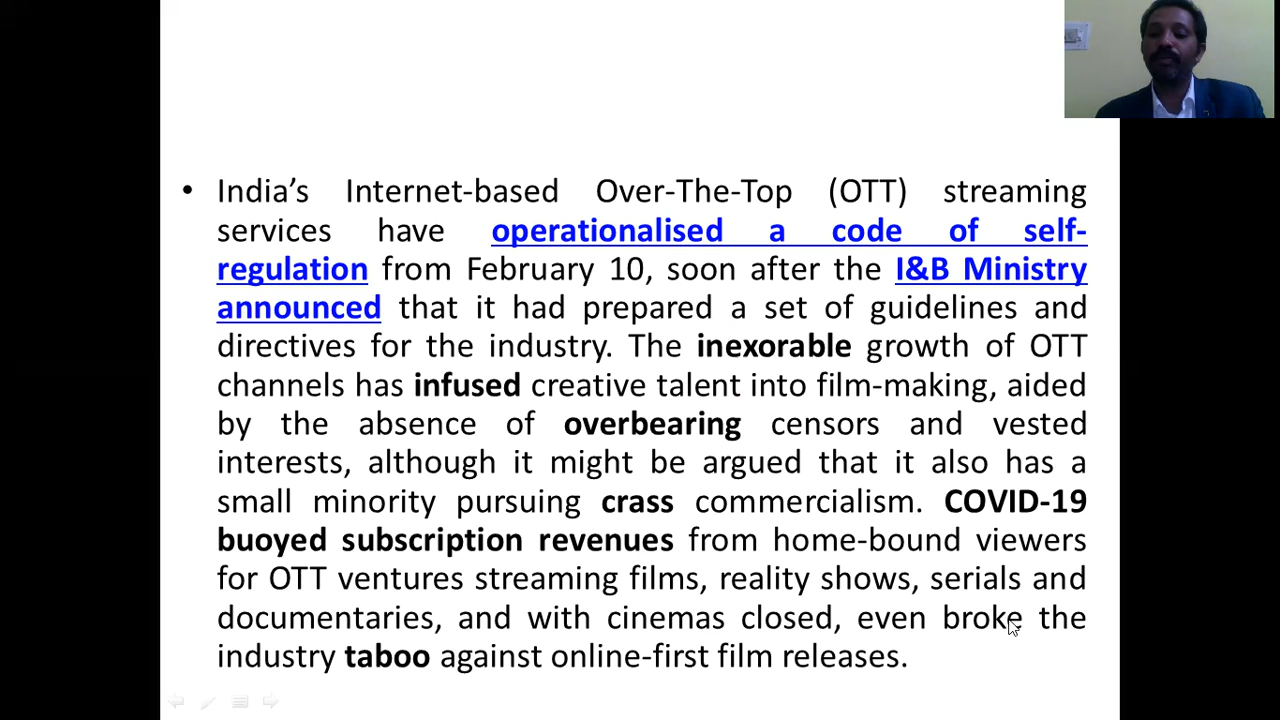 • India’s Internet-based Over-The-Top (OTT) streaming
services have operationalised a code of self-
regulation from February 10, soon after the I&B Ministry
announced that it had prepared a set of guidelines and
directives for the industry. The inexorable growth of OTT
channels has infused creative talent into film-making, aided
by the absence of overbearing censors and vested
interests, although it might be argued that it also has a
small minority pursuing crass commercialism. COVID-19
buoyed subscription revenues from home-bound viewers
for OTT ventures streaming films, reality shows, serials and
documentaries, and with cinemas closed, even broke the
industry taboo against online-first film releases.